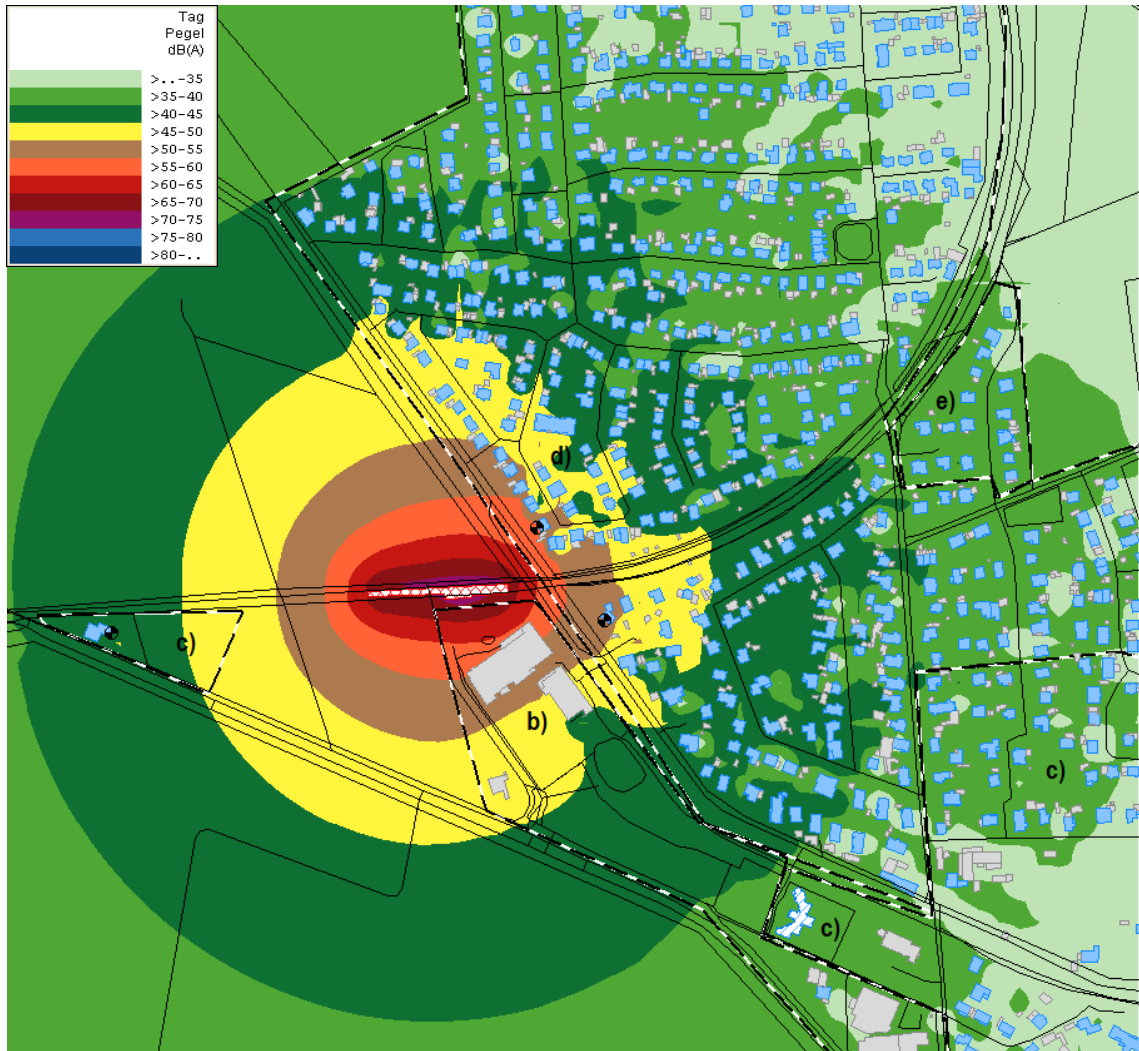 Tag
Pegel
dB(A)
>..-35
>35-40
>40-45
>45-50
>50-55
>55-60
>60-65
>65-70
>70-75
>75-80
>80-..
e)
d)
c)
b)
c)
c)